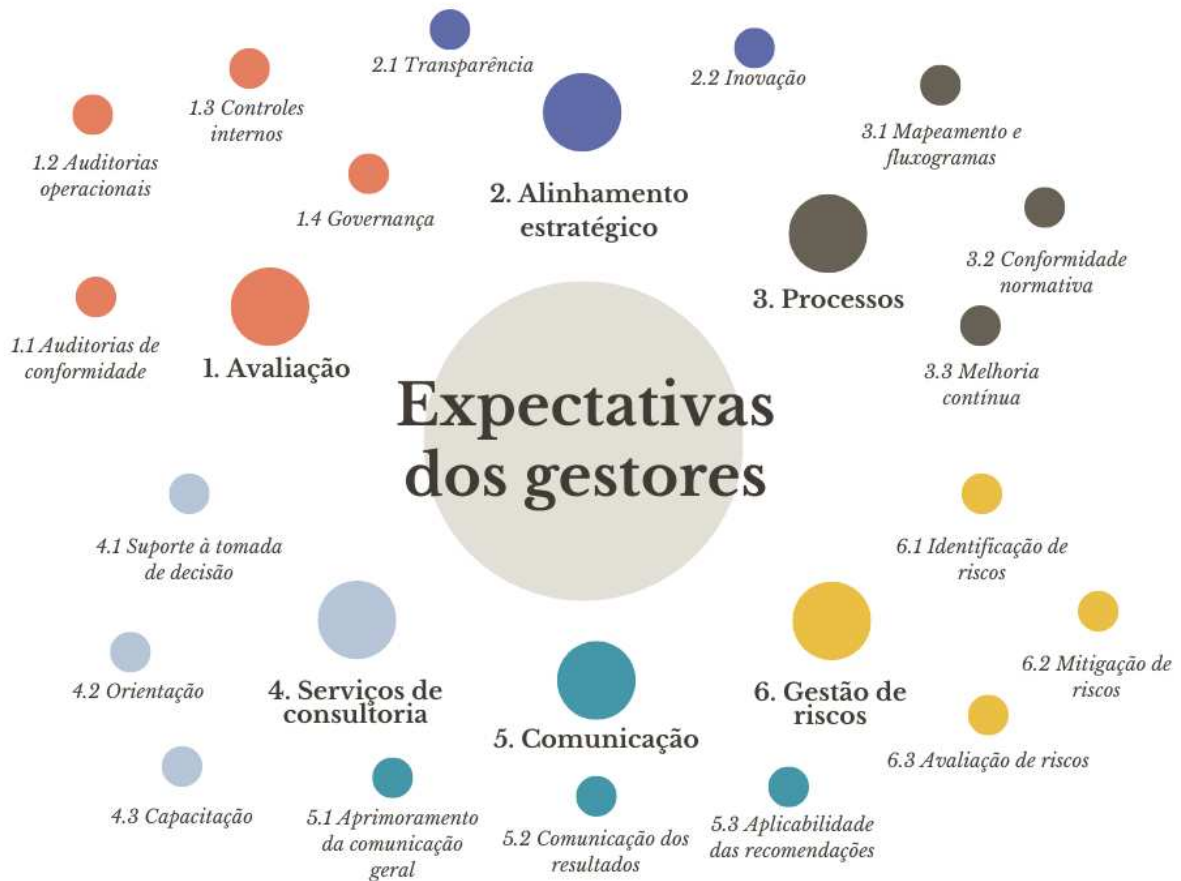 Expectativas
dos gestores
1. Avaliação
1.1 Auditorias de
conformidade
1.2 Auditorias
operacionais
1.3 Controles
internos
1.4 Governança
2. Alinhamento
estratégico
2.1 Transparência
2.2 Inovação
3. Processos
3.1 Mapeamento e
fluxogramas
3.2 Conformidade
normativa
3.3 Melhoria
contínua
4. Serviços de
consultoria
4.1 Suporte à tomada
de decisão
4.2 Orientação
4.3 Capacitação
5. Comunicação
5.1 Aprimoramento
da comunicação
geral
5.2 Comunicação dos
resultados
5.3 Aplicabilidade
das recomendações
6. Gestão de
riscos
6.1 Identificação de
riscos
6.2 Mitigação de
riscos
6.3 Avaliação de riscos